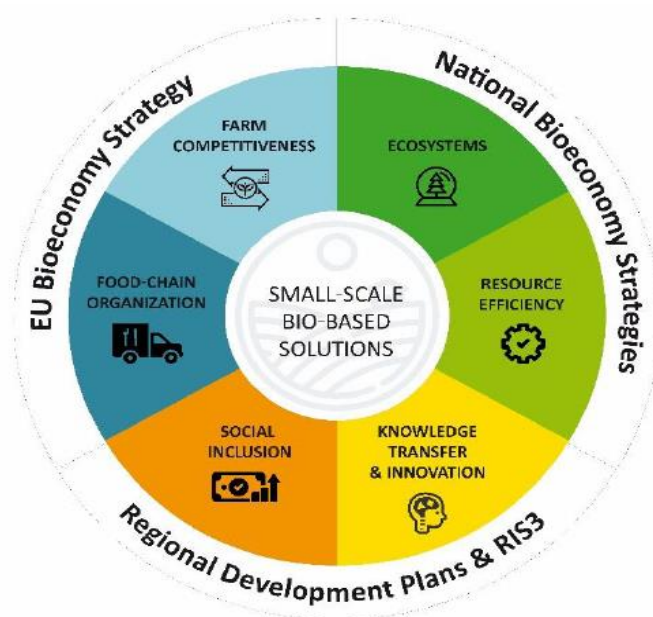 EU Bioeconomy Strategy
National Bioeconomy Strategies
FARM
COMPETITIVENESS
ECOSYSTEMS
FOOD-CHAIN
ORGANIZATION
SMALL-SCALE
BIO-BASED
SOLUTIONS
RESOURCE
EFFICIENCY
SOCIAL
INCLUSION
KNOWLEDGE
TRANSFER
& INNOVATION
Regional Development Plans & RIS3